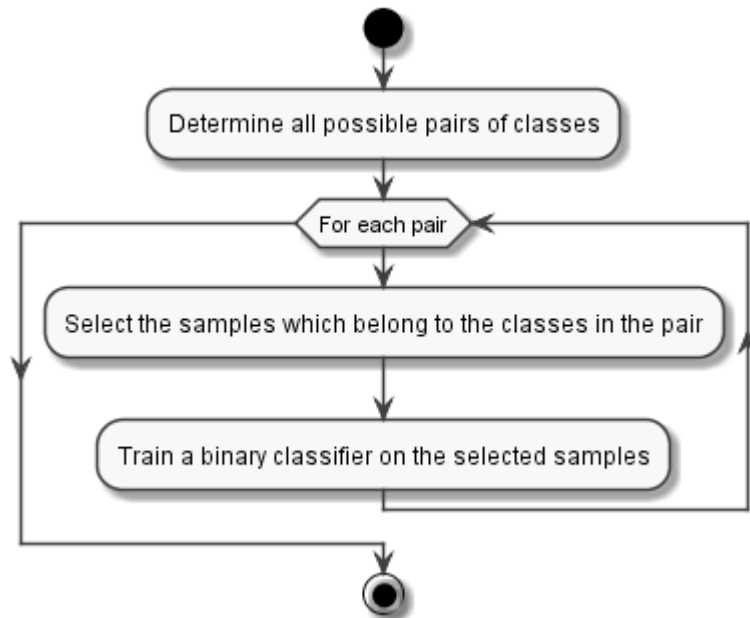 Determine all possible pairs of classes
For each pair
Select the samples which belong to the classes in the pair
Train a binary classifier on the selected samples